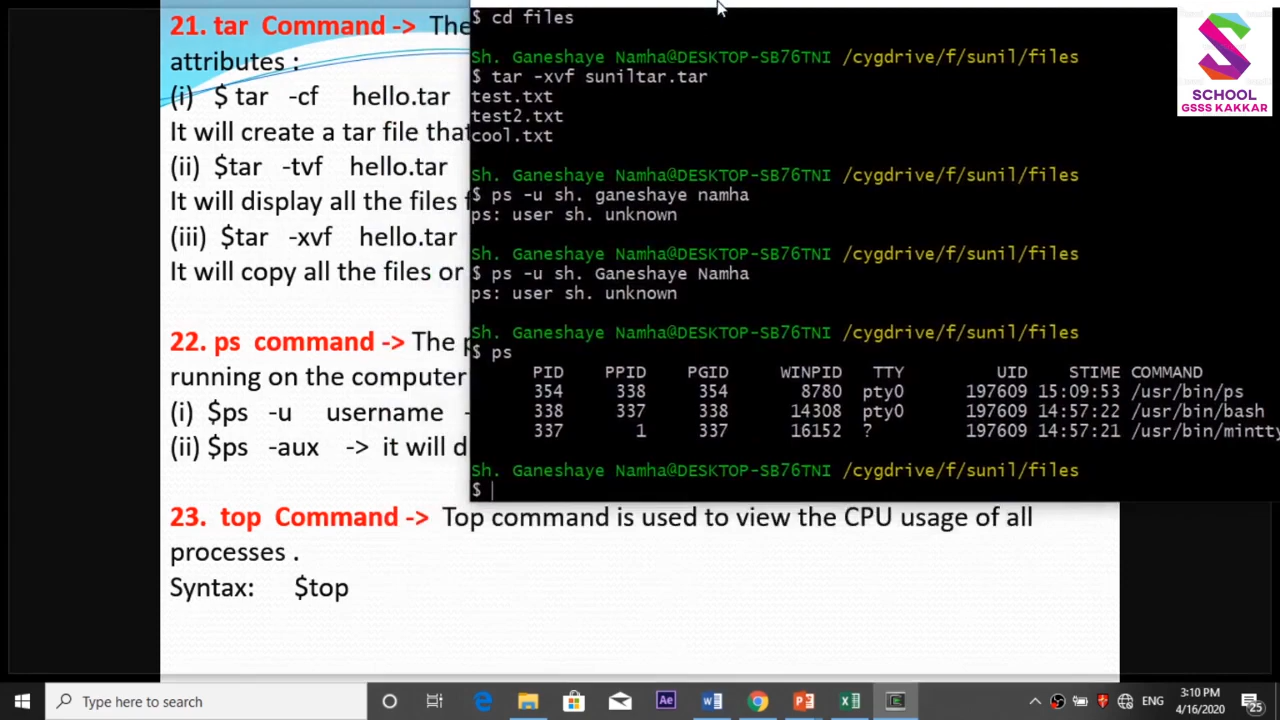 21. tar Command -> The
attributes :
(i) $ tar -cf hello.tar
It will create a tar file that
(ii) $tar -tvf hello.tar
It will display all the files
(iii) $tar -xvf hello.tar
It will copy all the files or
22. ps command -> The
running on the computer
(i) $ps -u username
(ii) $ps -aux -> it will d
23. top Command -> Top command is used to view the CPU usage of all
processes .
Syntax: $top
$ cd files
Sh. Ganeshaye Namha@DESKTOP-SB76TNI /cygdrive/f/sunil/files
$ tar -xvf suniltar.tar
test.txt
test2.txt
cool.txt
Sh. Ganeshaye Namha@DESKTOP-SB76TNI /cygdrive/f/sunil/files
$ ps -u sh. ganeshaye namha
ps: user sh. unknown
Sh. Ganeshaye Namha@DESKTOP-SB76TNI /cygdrive/f/sunil/files
$ ps -u sh. Ganeshaye Namha
ps: user sh. unknown
Sh. Ganeshaye Namha@DESKTOP-SB76TNI /cygdrive/f/sunil/files
$ ps
PID PPID PGID WINPID TTY UID STIME COMMAND
354 338 354 8780 pty0 197609 15:09:53 /usr/bin/ps
338 337 338 14308 pty0 197609 14:57:22 /usr/bin/bash
337 1 337 16152 ? 197609 14:57:21 /usr/bin/mintty
Sh. Ganeshaye Namha@DESKTOP-SB76TNI /cygdrive/f/sunil/files
$
SCHOOL
GSSS KAKKAR
Type here to search
Ae
ENG
3:10 PM
4/16/2020
25